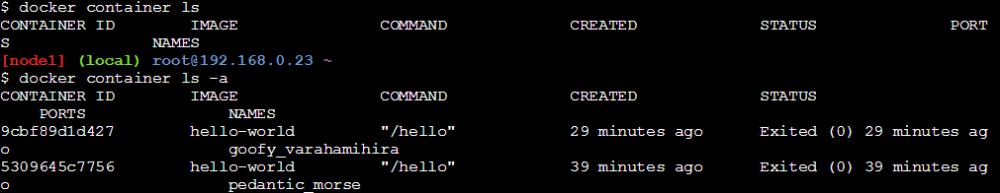 $ docker container ls
CONTAINER ID        IMAGE               COMMAND             CREATED             STATUS              PORT
S               NAMES
[node1] (local) root@192.168.0.23 ~
$ docker container ls -a
CONTAINER ID        IMAGE               COMMAND             CREATED             STATUS
    PORTS               NAMES
9cbf89d1d427        hello-world         "/hello"            29 minutes ago      Exited (0) 29 minutes ag
o                       goofy_varahamihira
5309645c7756        hello-world         "/hello"            39 minutes ago      Exited (0) 39 minutes ag
o                       pedantic_morse